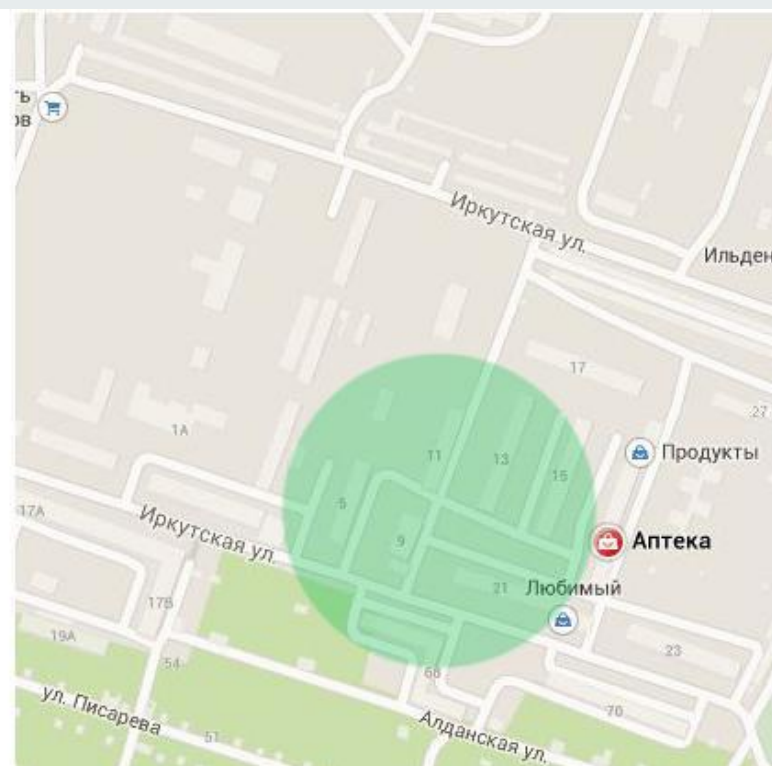 ть
ов
Иркутская ул.
Ильден
17
27
1А
11
13
15
Продукты
5
17А
Иркутская ул.
9
Аптека
21
Любимый
17В
19А
54
23
68
70
ул. Писарева
51
Алданская ул.